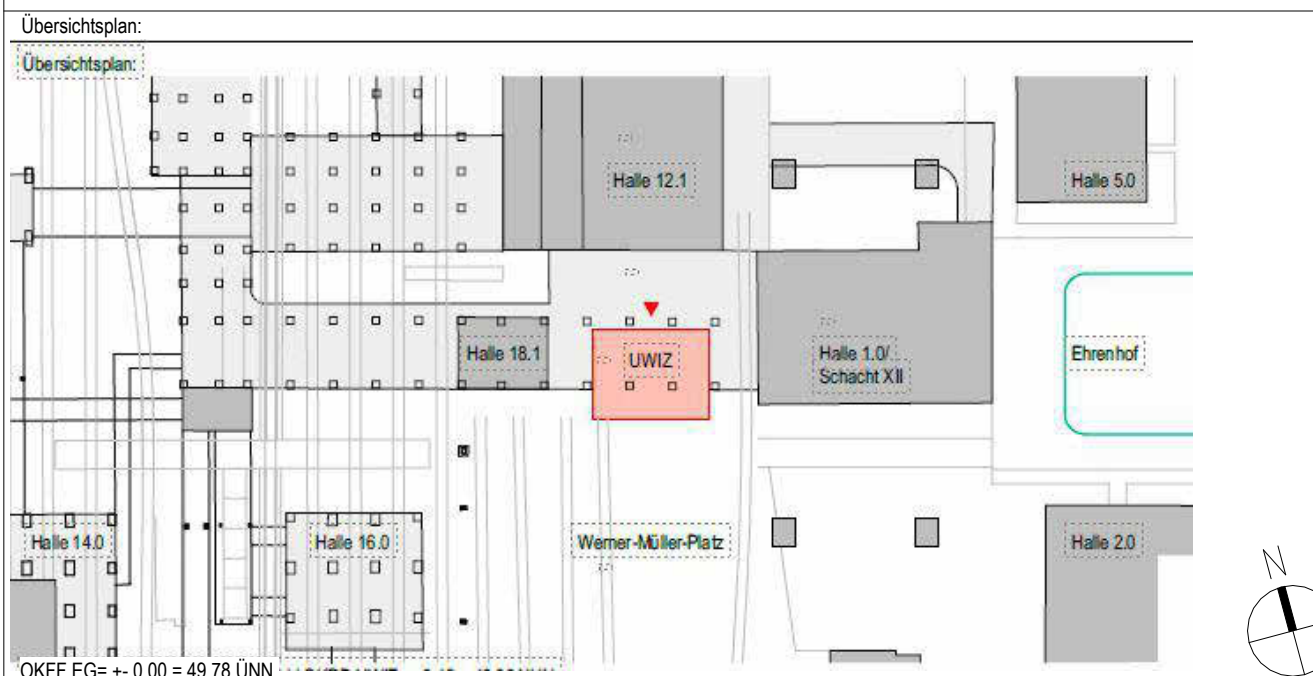 Übersichtsplan:
Übersichtsplan:
Halle 12.1
Halle 5.0
Halle 18.1
UWIZ
Halle 1.0/
Schacht XII
Ehrenhof
Halle 14.0
Halle 16.0
Werner-Müller-Platz
Halle 2.0
N
OKFF EG= +- 0,00 = 49,78 ÜNN